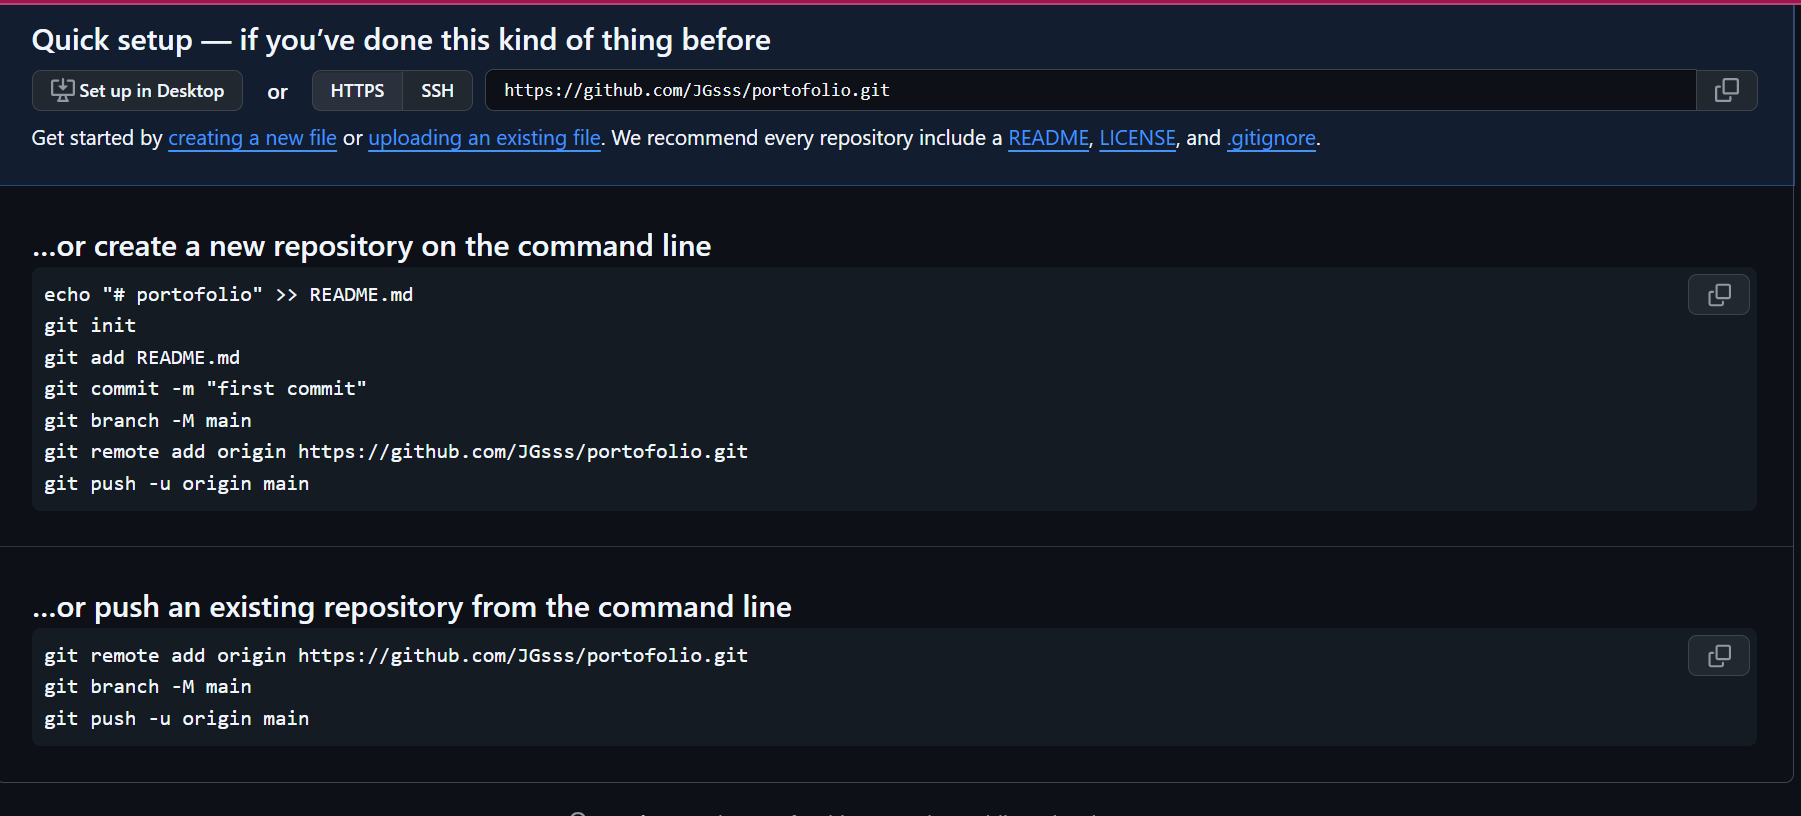 Quick setup — if you’ve done this kind of thing before
Set up in Desktop or HTTPS SSH https://github.com/JGsss/portofolio.git
Get started by creating a new file or uploading an existing file. We recommend every repository include a README, LICENSE, and .gitignore.
…or create a new repository on the command line
echo "# portofolio" >> README.md
git init
git add README.md
git commit -m "first commit"
git branch -M main
git remote add origin https://github.com/JGsss/portofolio.git
git push -u origin main
…or push an existing repository from the command line
git remote add origin https://github.com/JGsss/portofolio.git
git branch -M main
git push -u origin main